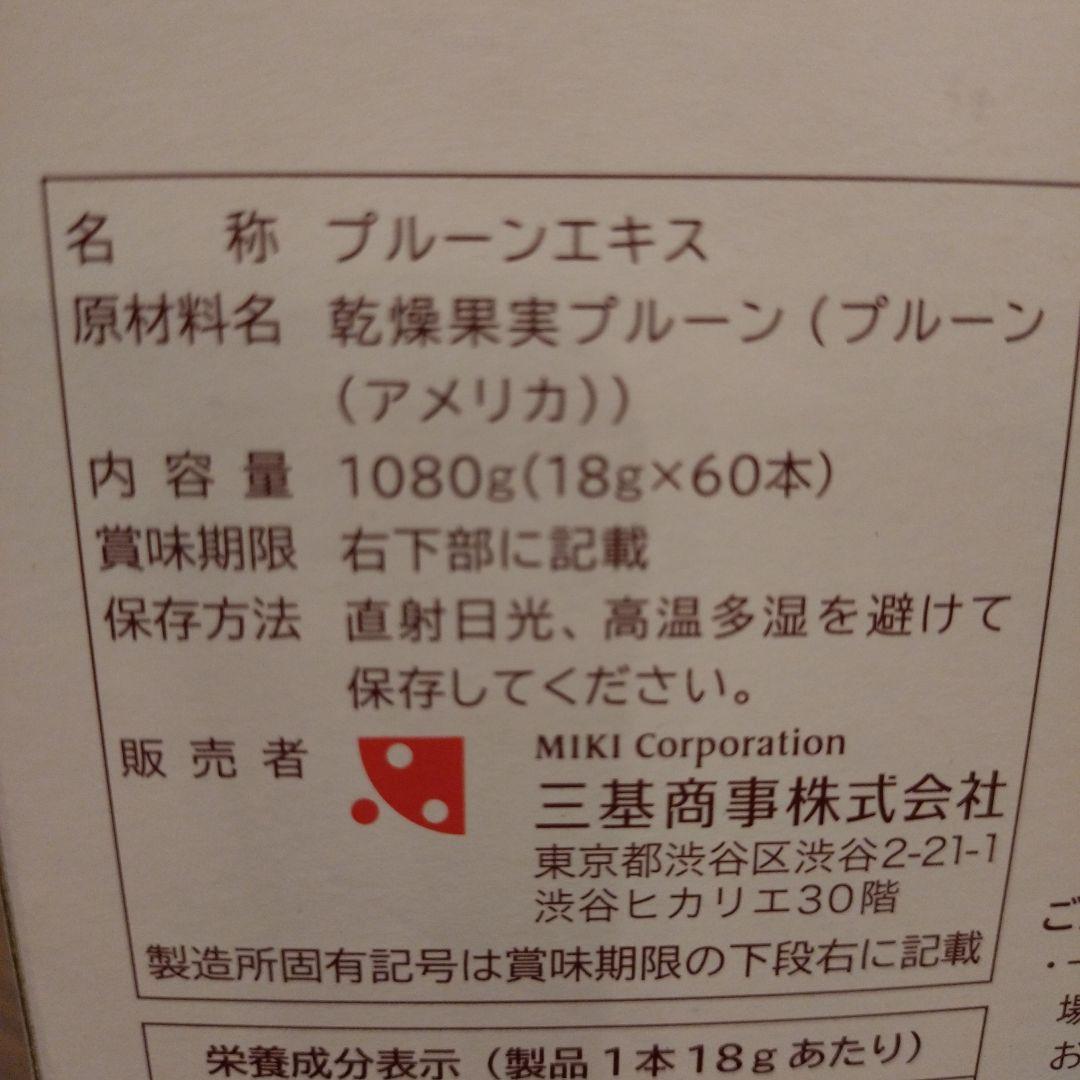 名称 プルーンエキス
原材料名 乾燥果実プルーン(プルーン
(アメリカ))
内容量 1080g(18g×60本)
賞味期限 右下部に記載
保存方法 直射日光、高温多湿を避けて
保存してください。
販売者 MIKI Corporation
三基商事株式会社
東京都渋谷区渋谷2-21-1
渋谷ヒカリエ30階
製造所固有記号は賞味期限の下段右に記載
栄養成分表示(製品1本18gあたり)
ご
場
お